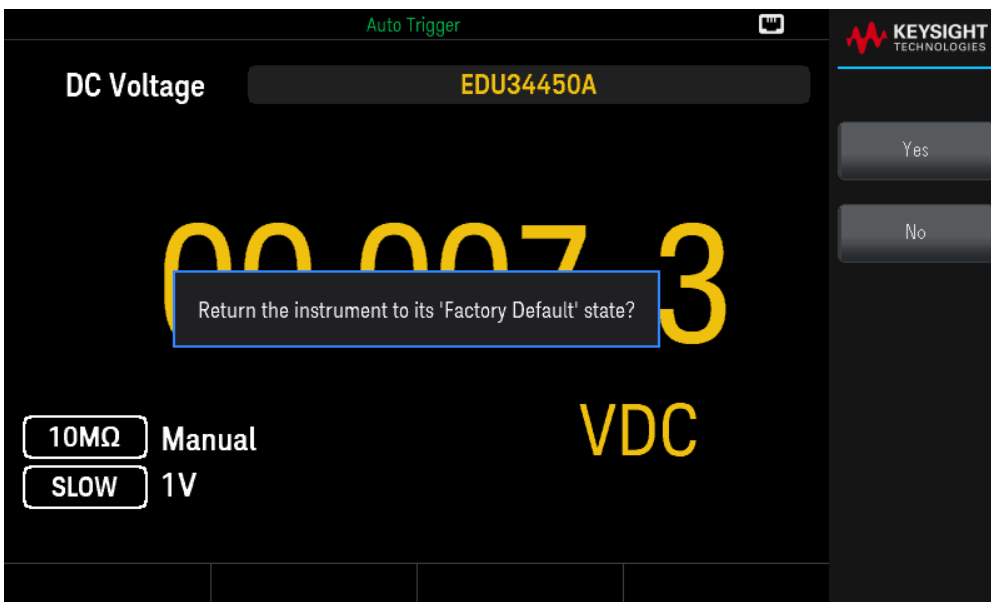 Auto Trigger
KEYSIGHT
TECHNOLOGIES
DC Voltage
EDU34450A
Yes
No
Return the instrument to its 'Factory Default' state?
VDC
10MΩ Manual
SLOW 1V